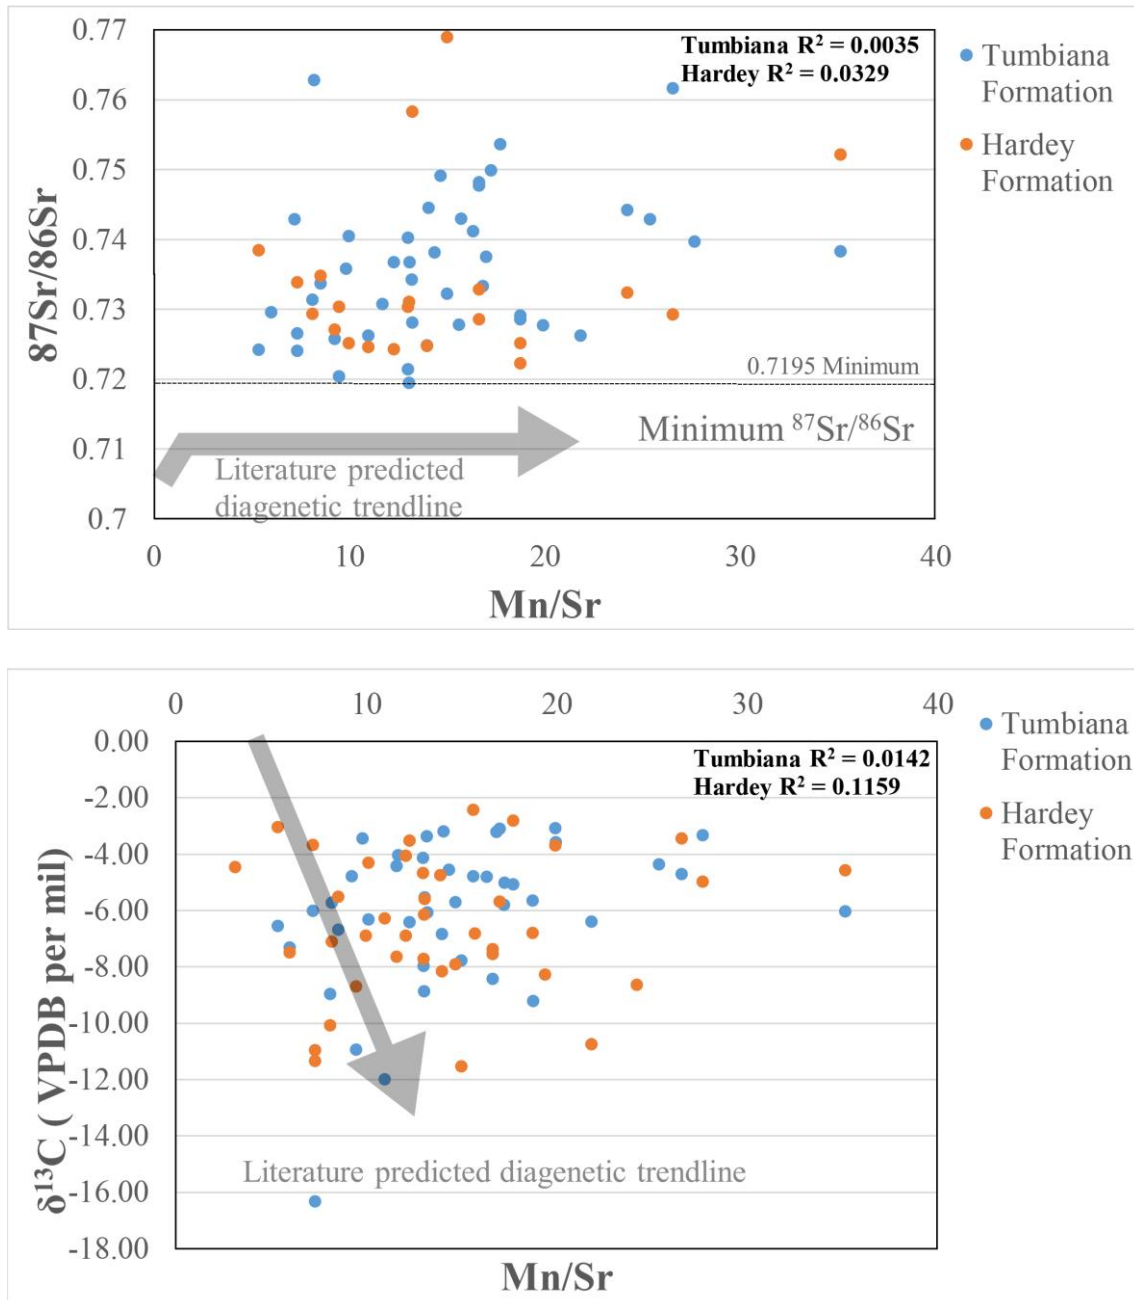 0.77
0.76
0.75
0.74
0.73
0.72
0.71
0.7
87Sr/86Sr
Tumbiana R² = 0.0035
Hardey R² = 0.0329
Tumbiana
Formation
Hardey
Formation
0.7195 Minimum
Minimum ⁸⁷Sr/⁸⁶Sr
Literature predicted
diagenetic trendline
0 10 20 30 40
Mn/Sr
0 10 20 30 40
0.00
-2.00
-4.00
-6.00
-8.00
-10.00
-12.00
-14.00
-16.00
-18.00
δ¹³C ( VPDB per mil)
Tumbiana R² = 0.0142
Hardey R² = 0.1159
Tumbiana
Formation
Hardey
Formation
Literature predicted diagenetic trendline
Mn/Sr